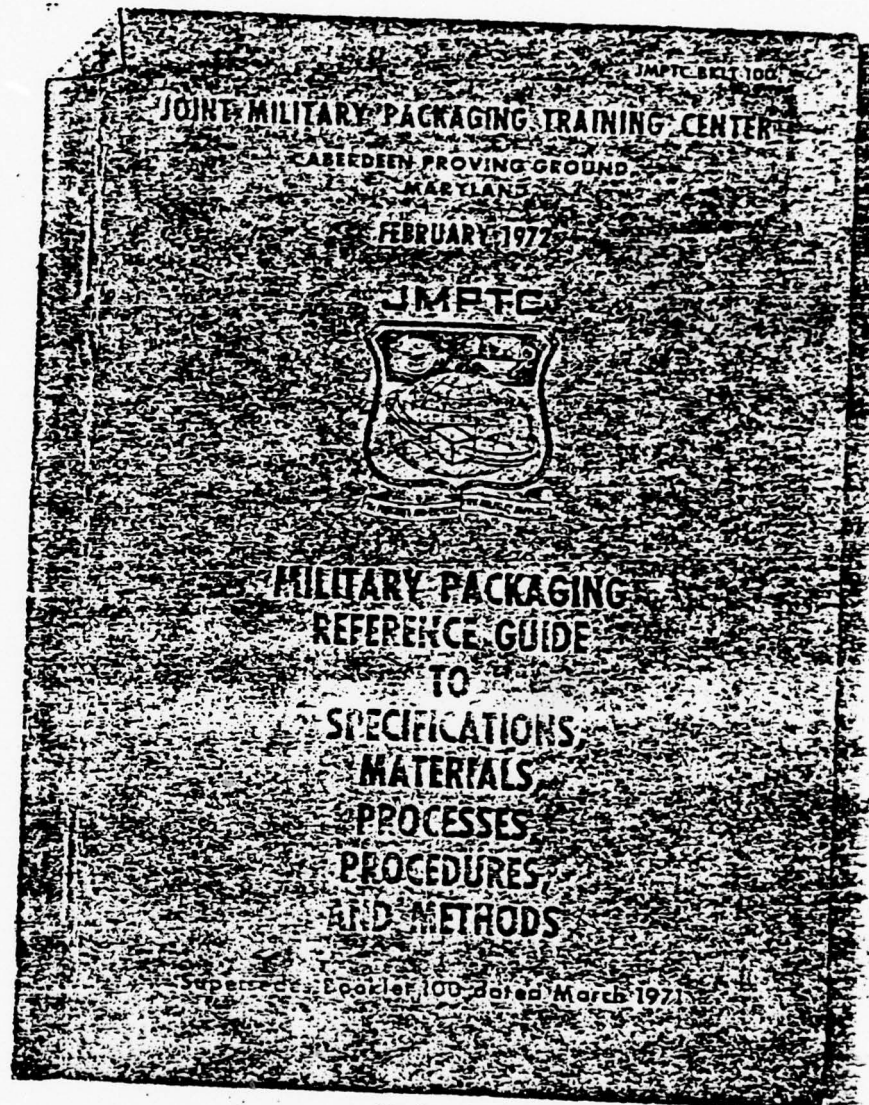 JMPTC BKLT 100
JOINT MILITARY PACKAGING TRAINING CENTER
ABERDEEN PROVING GROUND
MARYLAND
FEBRUARY 1972
JMPTC
MILITARY PACKAGING
REFERENCE GUIDE
TO
SPECIFICATIONS,
MATERIALS,
PROCESSES,
PROCEDURES,
AND METHODS
Supersedes Booklet 100 dated March 1971